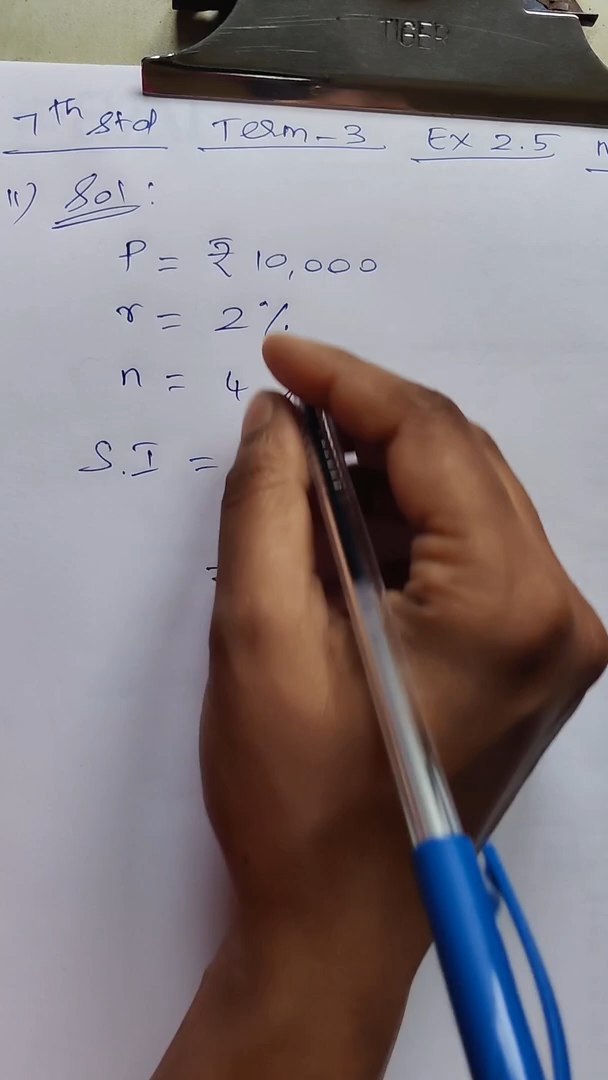 TIGER
7th Std Term-3 Ex 2.5
11) Sol:
P = ₹ 10,000
r = 2%
n = 4
S.I =
=